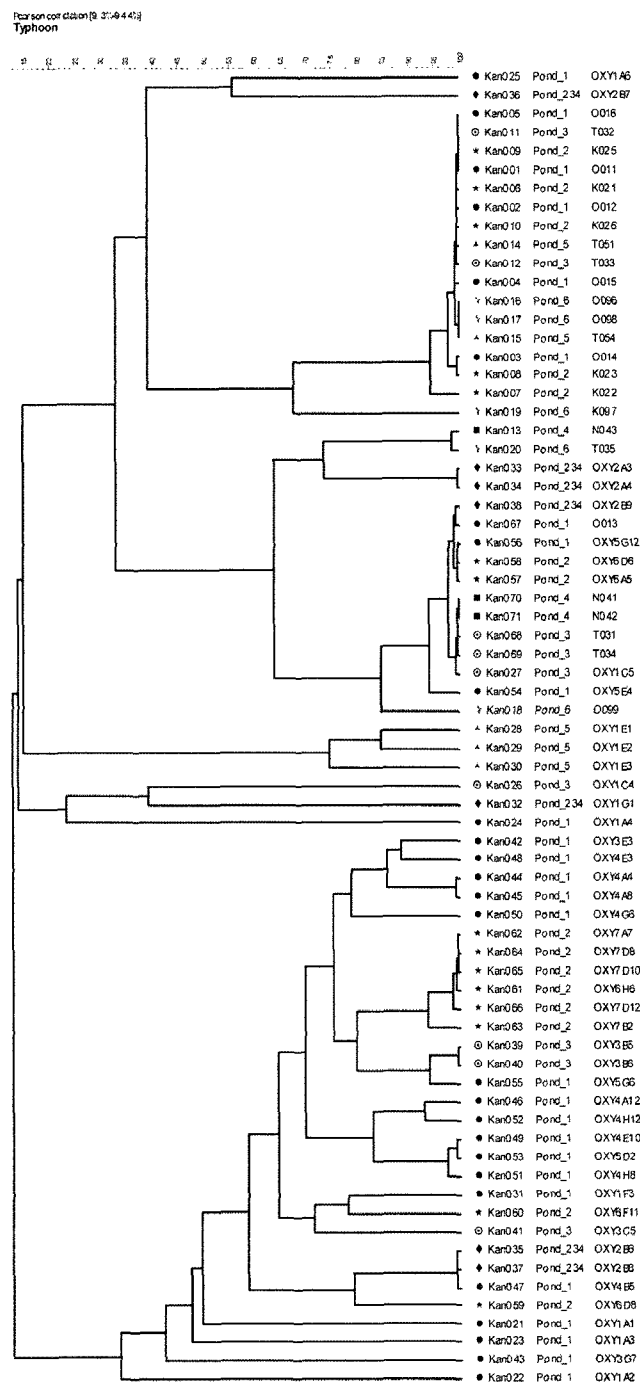 Typhoon
Kan025 Pond_1 OXY1A6
Kan036 Pond_234 OXY2B7
Kan005 Pond_1 O016
Kan011 Pond_3 T032
Kan009 Pond_2 K025
Kan001 Pond_1 O011
Kan006 Pond_2 K021
Kan002 Pond_1 O012
Kan010 Pond_2 K026
Kan014 Pond_5 T051
Kan012 Pond_3 T033
Kan004 Pond_1 O015
Kan016 Pond_6 O096
Kan017 Pond_6 O098
Kan015 Pond_5 T054
Kan003 Pond_1 O014
Kan008 Pond_2 K023
Kan007 Pond_2 K022
Kan019 Pond_6 K097
Kan013 Pond_4 N043
Kan020 Pond_6 T035
Kan033 Pond_234 OXY2A3
Kan034 Pond_234 OXY2A4
Kan038 Pond_234 OXY2B9
Kan067 Pond_1 O013
Kan056 Pond_1 OXY5G12
Kan058 Pond_2 OXY6D6
Kan057 Pond_2 OXY6A5
Kan070 Pond_4 N041
Kan071 Pond_4 N042
Kan068 Pond_3 T031
Kan069 Pond_3 T034
Kan027 Pond_3 OXY1C5
Kan054 Pond_1 OXY5E4
Kan018 Pond_6 O099
Kan028 Pond_5 OXY1E1
Kan029 Pond_5 OXY1E2
Kan030 Pond_5 OXY1E3
Kan026 Pond_3 OXY1C4
Kan032 Pond_234 OXY1G1
Kan024 Pond_1 OXY1A4
Kan042 Pond_1 OXY3E3
Kan048 Pond_1 OXY4E3
Kan044 Pond_1 OXY4A4
Kan045 Pond_1 OXY4A8
Kan050 Pond_1 OXY4G6
Kan062 Pond_2 OXY7A7
Kan064 Pond_2 OXY7D8
Kan065 Pond_2 OXY7D10
Kan061 Pond_2 OXY6H6
Kan066 Pond_2 OXY7D12
Kan063 Pond_2 OXY7B2
Kan039 Pond_3 OXY3B5
Kan040 Pond_3 OXY3B6
Kan055 Pond_1 OXY5G6
Kan046 Pond_1 OXY4A12
Kan052 Pond_1 OXY4H12
Kan049 Pond_1 OXY4E10
Kan053 Pond_1 OXY5D2
Kan051 Pond_1 OXY4H8
Kan031 Pond_1 OXY1F3
Kan060 Pond_2 OXY6F11
Kan041 Pond_3 OXY3C5
Kan035 Pond_234 OXY2B6
Kan037 Pond_234 OXY2B8
Kan047 Pond_1 OXY4B5
Kan059 Pond_2 OXY6D8
Kan021 Pond_1 OXY1A1
Kan023 Pond_1 OXY1A3
Kan043 Pond_1 OXY3G7
Kan022 Pond_1 OXY1A2